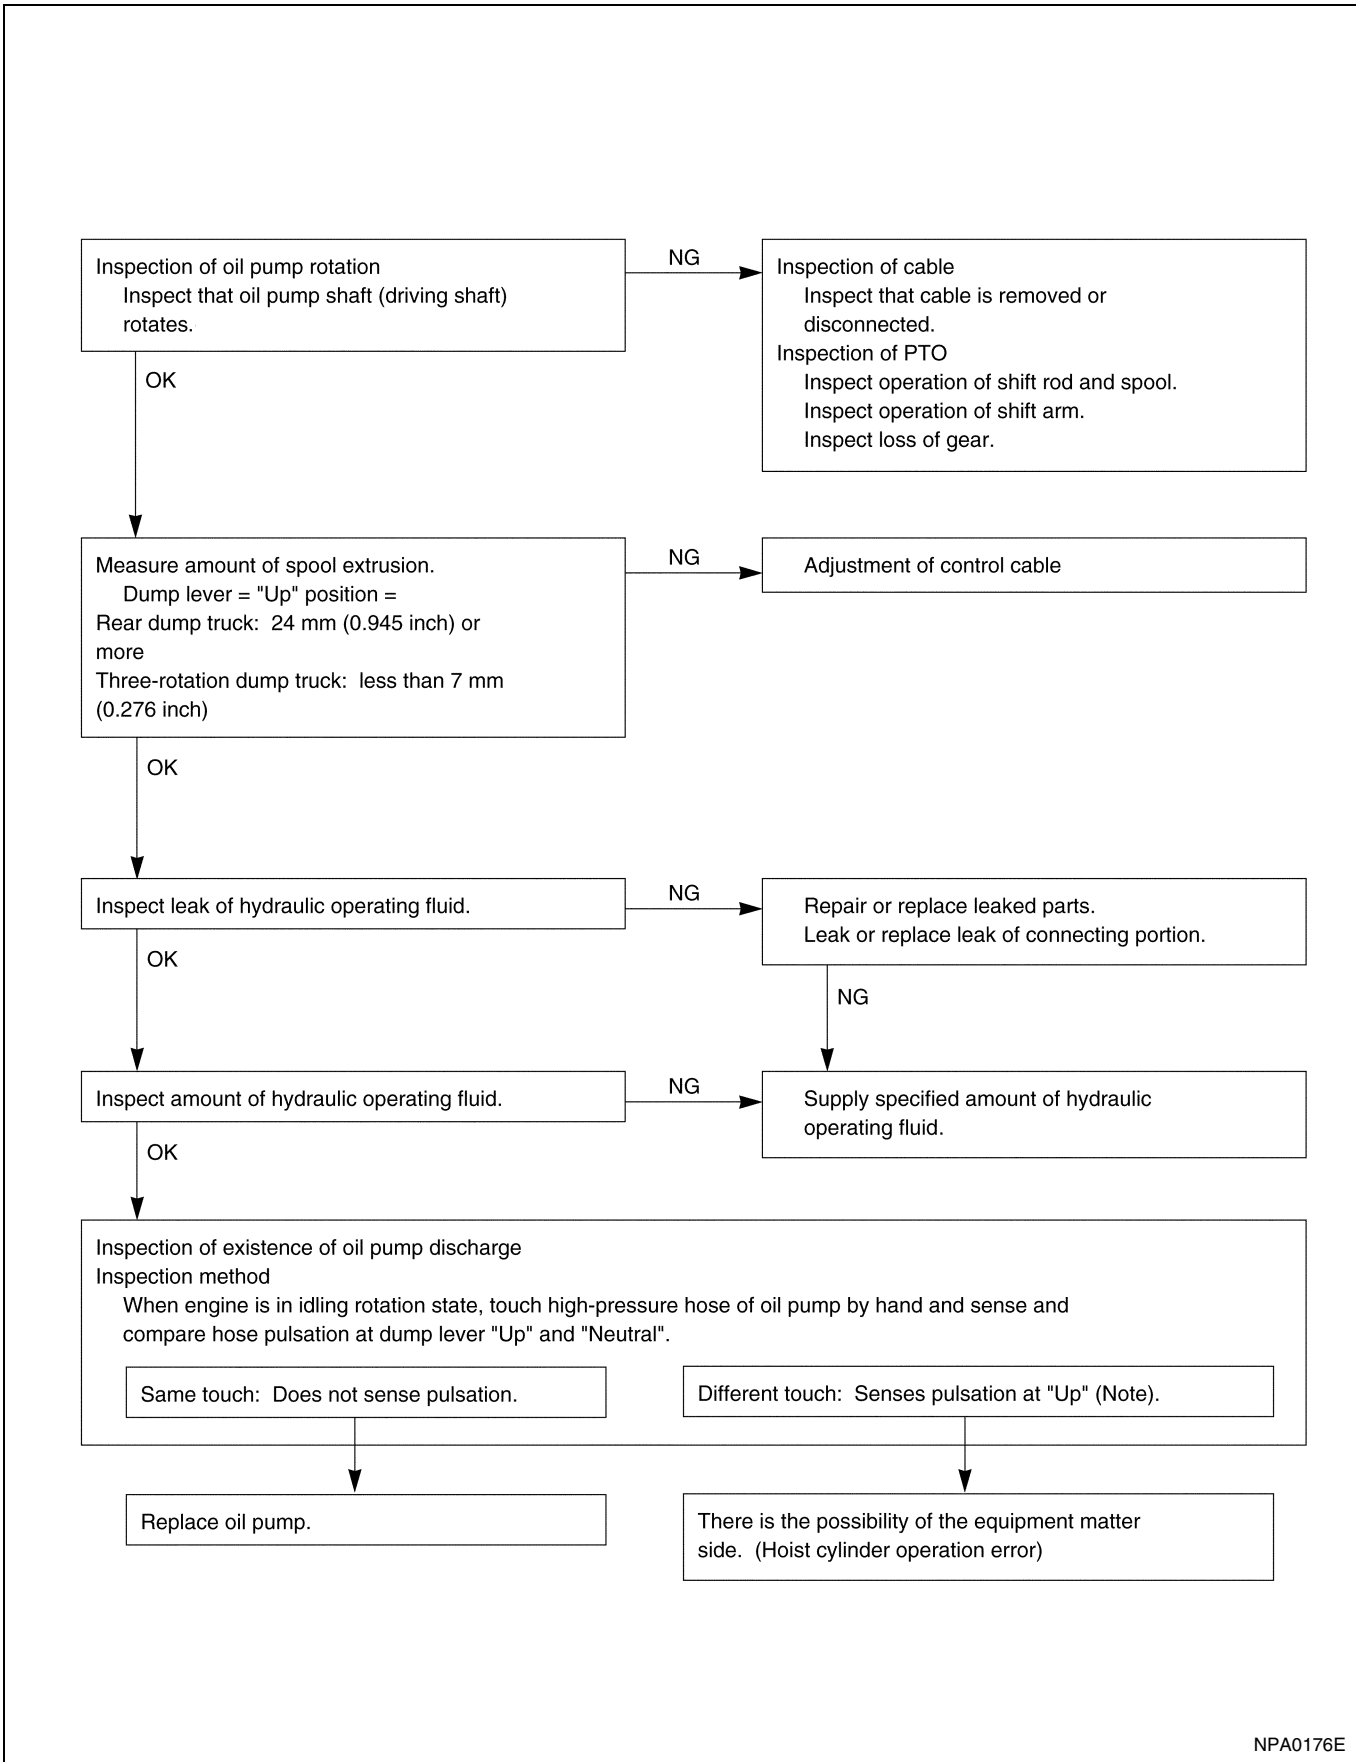 Inspection of oil pump rotation
Inspect that oil pump shaft (driving shaft)
rotates.
NG
Inspection of cable
Inspect that cable is removed or
disconnected.
Inspection of PTO
Inspect operation of shift rod and spool.
Inspect operation of shift arm.
Inspect loss of gear.
OK
Measure amount of spool extrusion.
Dump lever = "Up" position =
Rear dump truck:  24 mm (0.945 inch) or
more
Three-rotation dump truck:  less than 7 mm
(0.276 inch)
NG
Adjustment of control cable
OK
Inspect leak of hydraulic operating fluid.
NG
Repair or replace leaked parts.
Leak or replace leak of connecting portion.
OK
NG
Inspect amount of hydraulic operating fluid.
NG
Supply specified amount of hydraulic
operating fluid.
OK
Inspection of existence of oil pump discharge
Inspection method
When engine is in idling rotation state, touch high-pressure hose of oil pump by hand and sense and
compare hose pulsation at dump lever "Up" and "Neutral".
Same touch:  Does not sense pulsation.
Different touch:  Senses pulsation at "Up" (Note).
Replace oil pump.
There is the possibility of the equipment matter
side.  (Hoist cylinder operation error)
NPA0176E